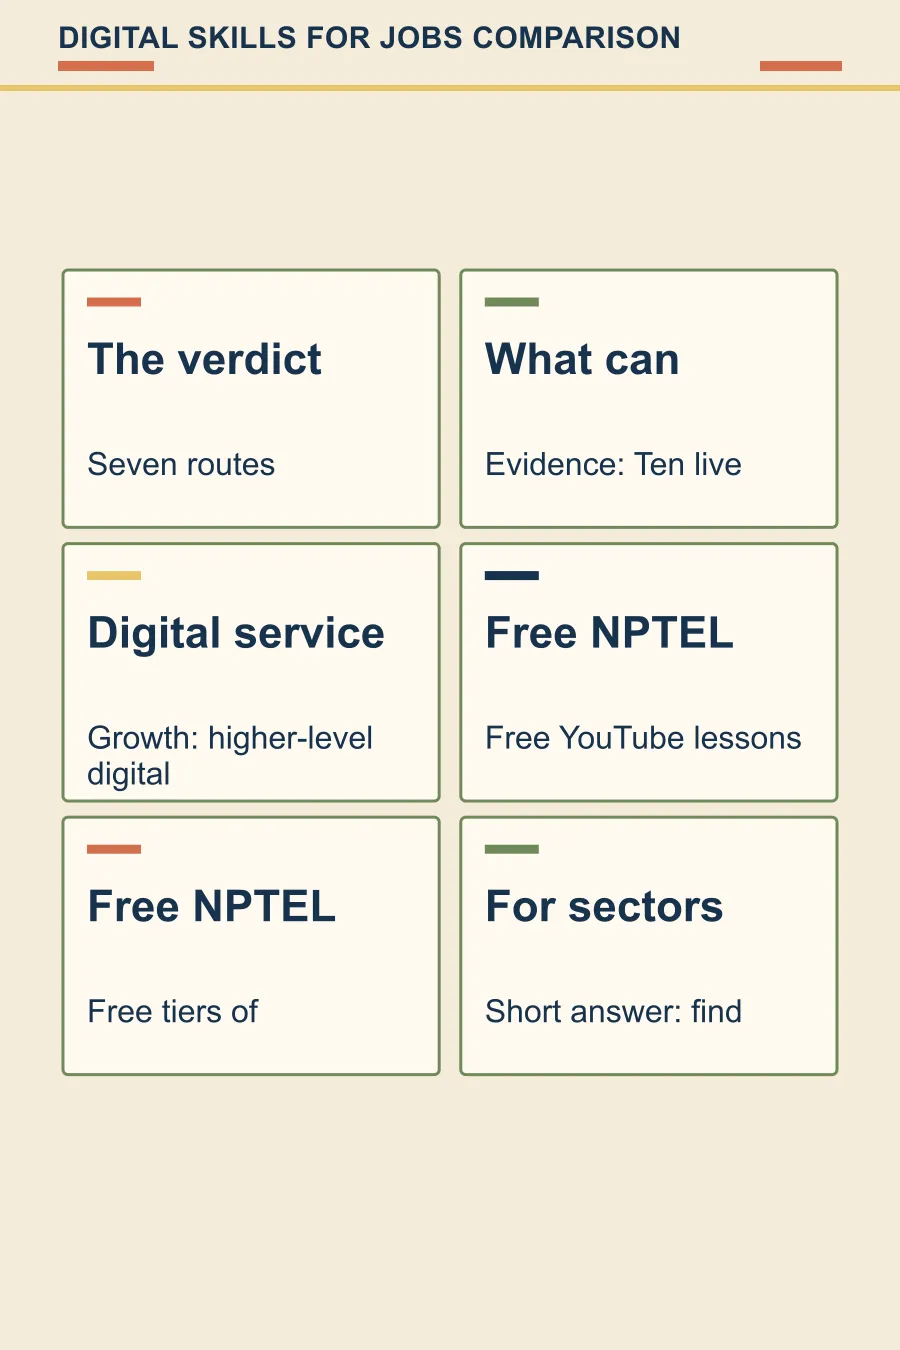 DIGITAL SKILLS FOR JOBS COMPARISON
The verdict
Seven routes
What can
Evidence: Ten live
Digital service
Growth: higher-level
digital
Free NPTEL
Free YouTube lessons
Free NPTEL
Free tiers of
For sectors
Short answer: find